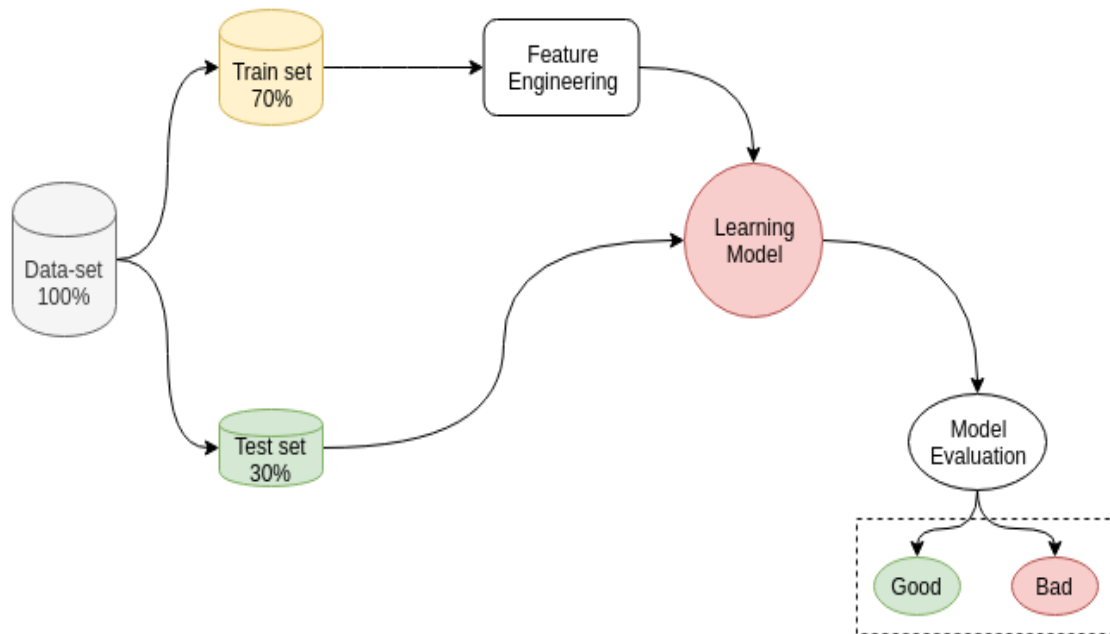 Train set
70%
Feature
Engineering
Data-set
100%
Learning
Model
Test set
30%
Model
Evaluation
Good
Bad